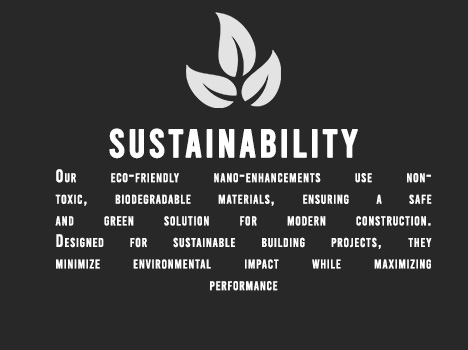 SUSTAINABILITY
Our eco-friendly nano-enhancements use non-
toxic, biodegradable materials, ensuring a safe
and green solution for modern construction.
Designed for sustainable building projects, they
minimize environmental impact while maximizing
performance